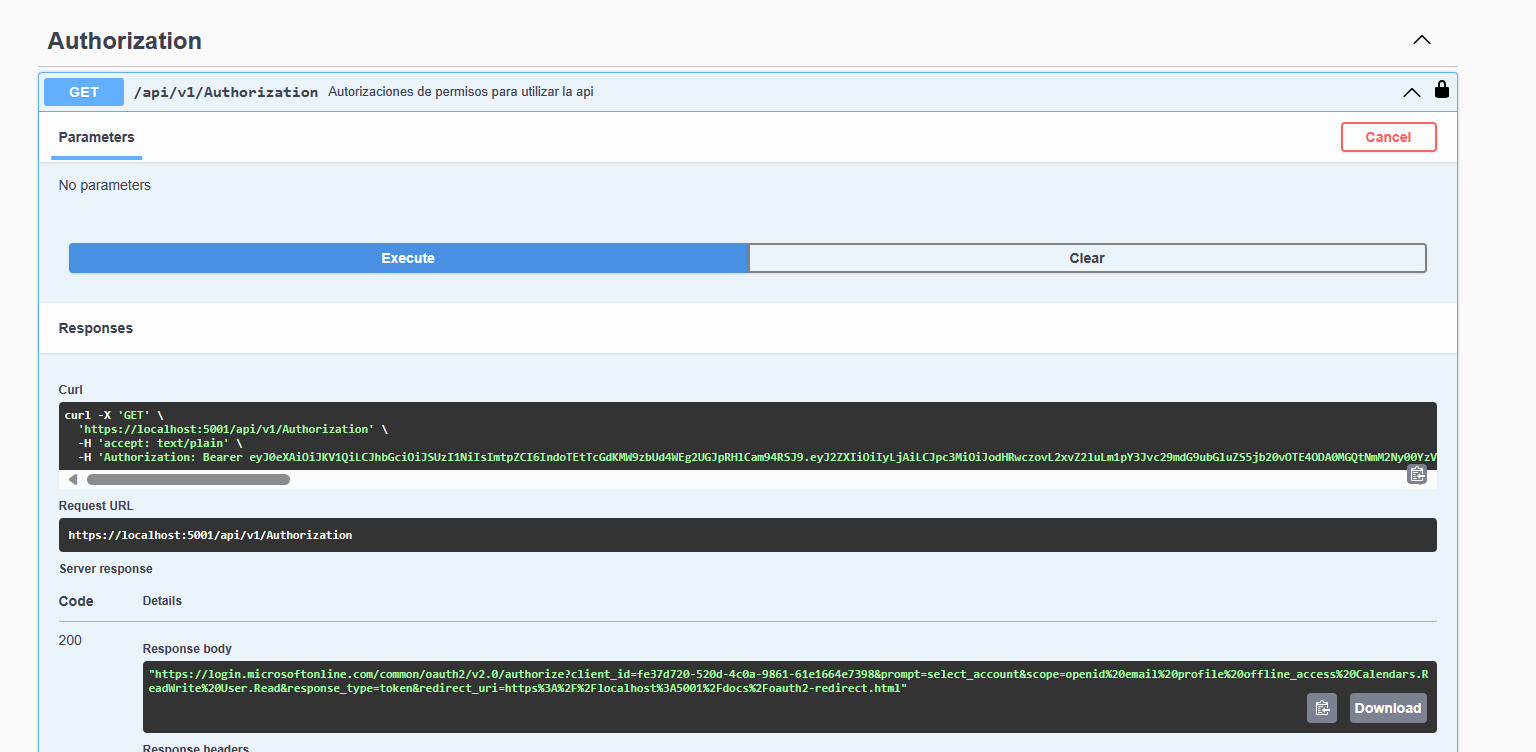 Authorization
GET /api/v1/Authorization Autorizaciones de permisos para utilizar la api
Parameters
Cancel
No parameters
Execute
Clear
Responses
Curl
curl -X 'GET' \
'https://localhost:5001/api/v1/Authorization' \
-H 'accept: text/plain' \
-H 'Authorization: Bearer
Request URL
https://localhost:5001/api/v1/Authorization
Server response
Code Details
200
Response body
"https://login.microsoftonline.com/common/oauth2/v2.0/authorize?client_id=fe37d720-520d-4c0a-9861-61e1664e7398&prompt=select_account&scope=openid%20email%20profile%20offline_access%20Calendars.R
eadWrite%20User.Read&response_type=token&redirect_uri=https%3A%2F%2Flocalhost%3A5001%2Fdocs%2Foauth2-redirect.html"
Download
Response headers